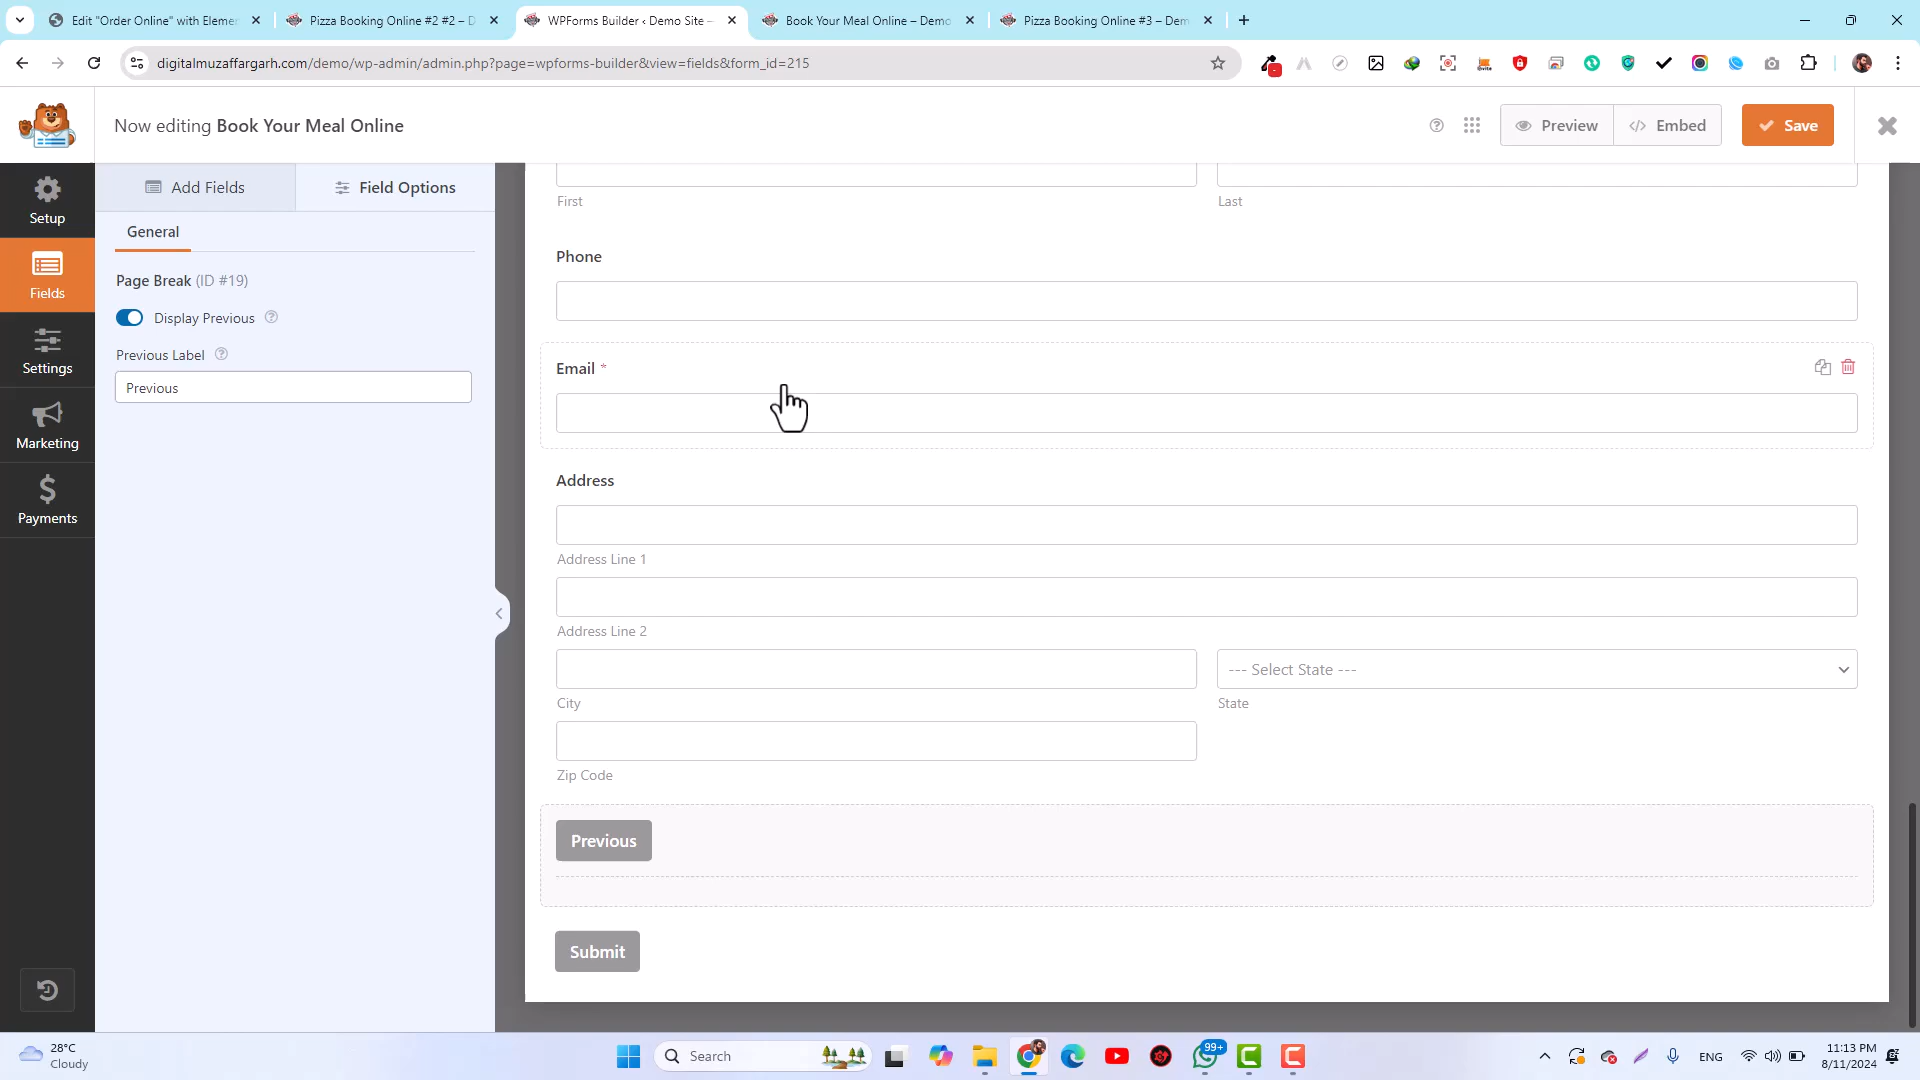 Edit "Order Online" with Elemen
Pizza Booking Online #2 #2 – D
WPForms Builder ‹ Demo Site —
Book Your Meal Online – Demo
Pizza Booking Online #3 – Dem
digitalmuzaffargarh.com/demo/wp-admin/admin.php?page=wpforms-builder&view=fields&form_id=215
Now editing Book Your Meal Online
Preview
Embed
Save
Setup
Fields
Settings
Marketing
Payments
Add Fields
Field Options
General
Page Break (ID #19)
Display Previous
Previous Label
Previous
First
Last
Phone
Email *
Address
Address Line 1
Address Line 2
--- Select State ---
City
State
Zip Code
Previous
Submit
28°C
Cloudy
Search
99+
ENG
11:13 PM
8/11/2024